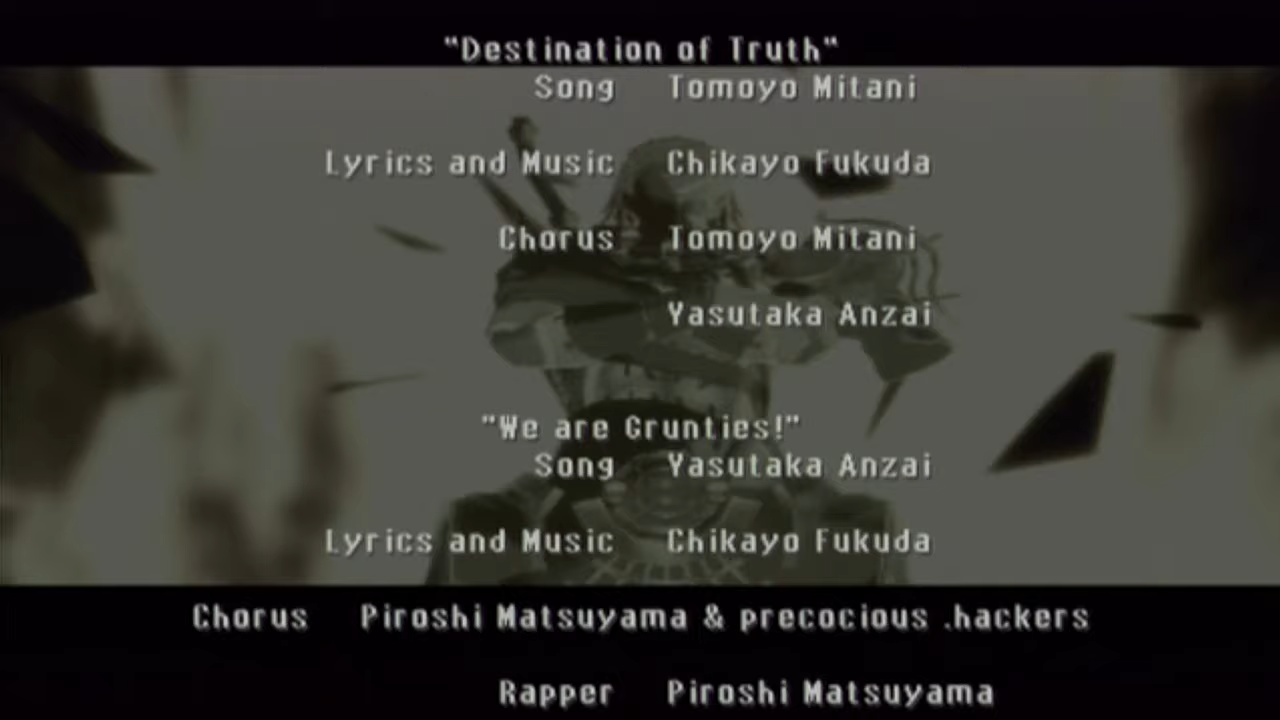 "Destination of Truth"
Song Tomoyo Mitani
Lyrics and Music Chikayo Fukuda
Chorus Tomoyo Mitani
Yasutaka Anzai
"We are Grunties!"
Song Yasutaka Anzai
Lyrics and Music Chikayo Fukuda
Chorus Piroshi Matsuyama & precocious .hackers
Rapper Piroshi Matsuyama